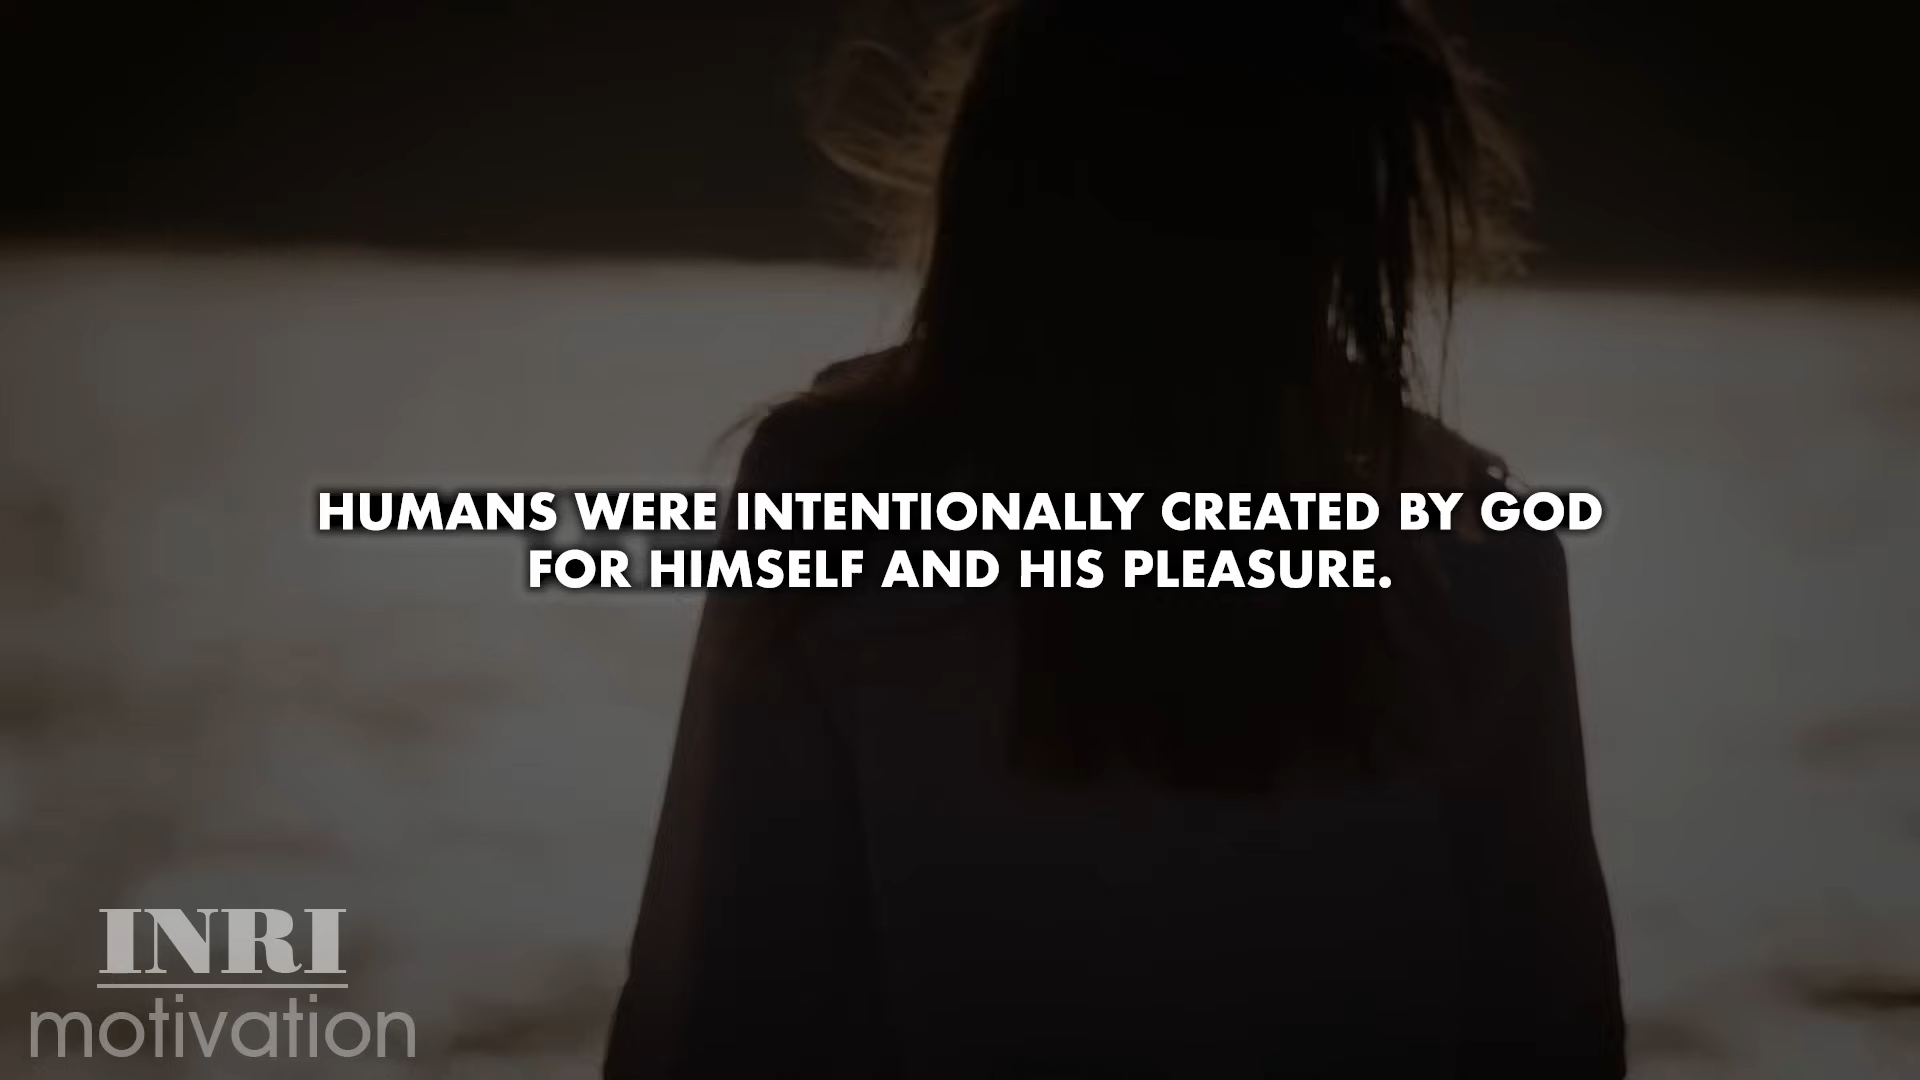 HUMANS WERE INTENTIONALLY CREATED BY GOD
FOR HIMSELF AND HIS PLEASURE.
INRI
motivation